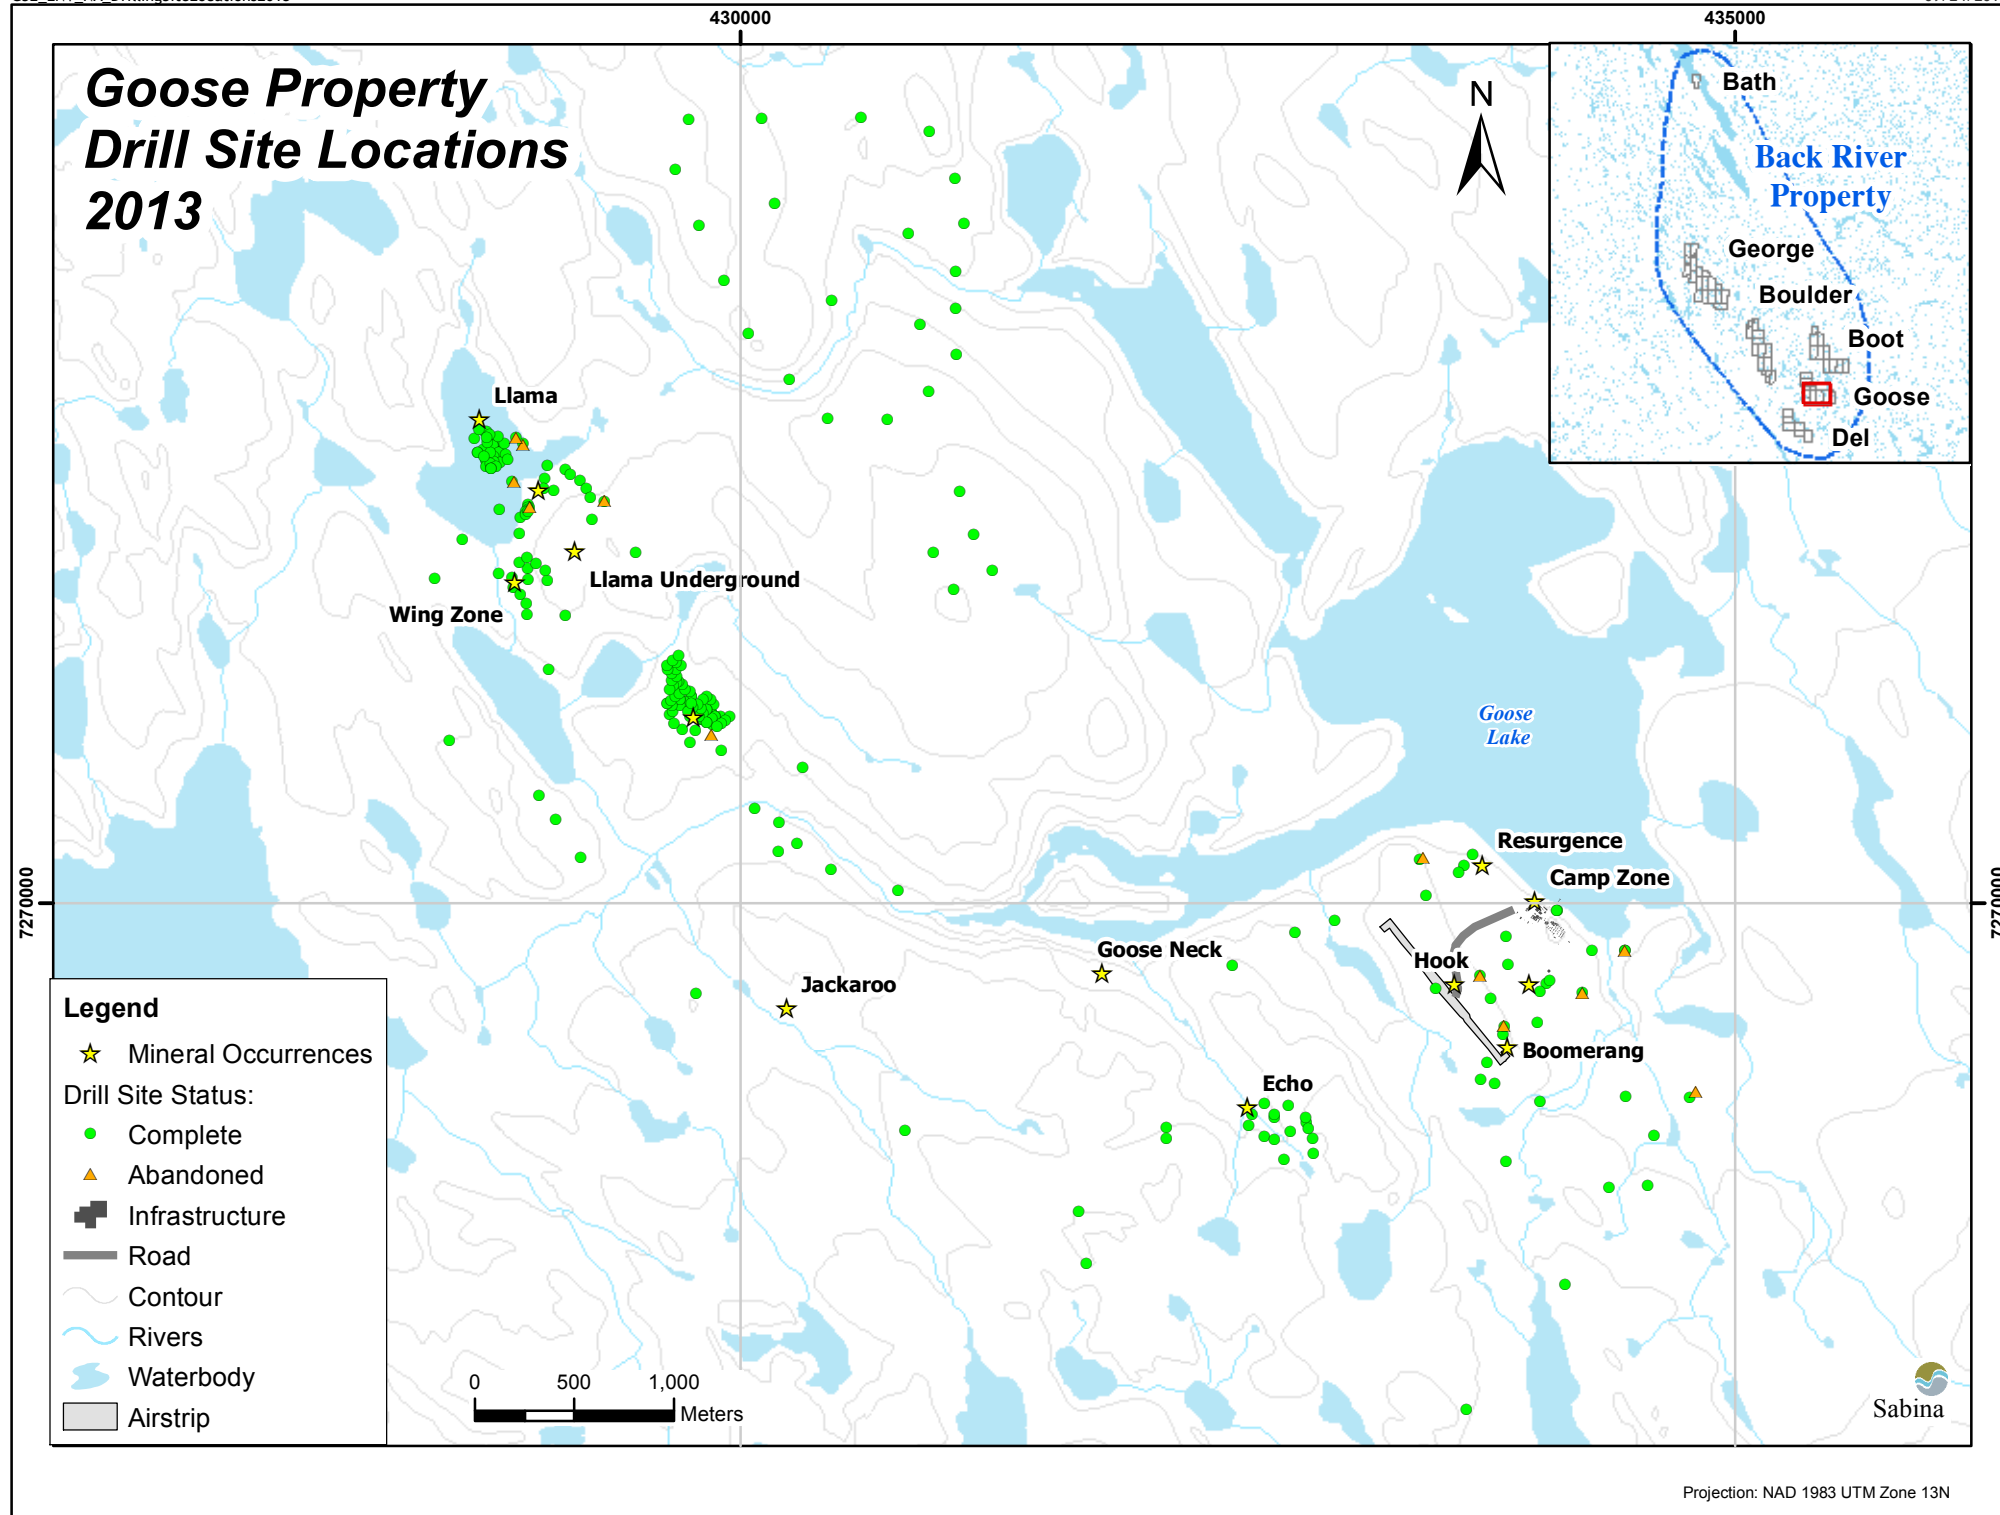 430000
435000
Goose Property
Drill Site Locations
2013
N
Bath
Back River
Property
George
Boulder
Boot
Goose
Del
Llama
Llama Underground
Wing Zone
Goose
Lake
Resurgence
Camp Zone
7270000
7270000
Goose Neck
Hook
Jackaroo
Boomerang
Echo
Legend
Mineral Occurrences
Drill Site Status:
Complete
Abandoned
Infrastructure
Road
Contour
Rivers
Waterbody
Airstrip
0 500 1,000
Meters
Sabina
Projection: NAD 1983 UTM Zone 13N